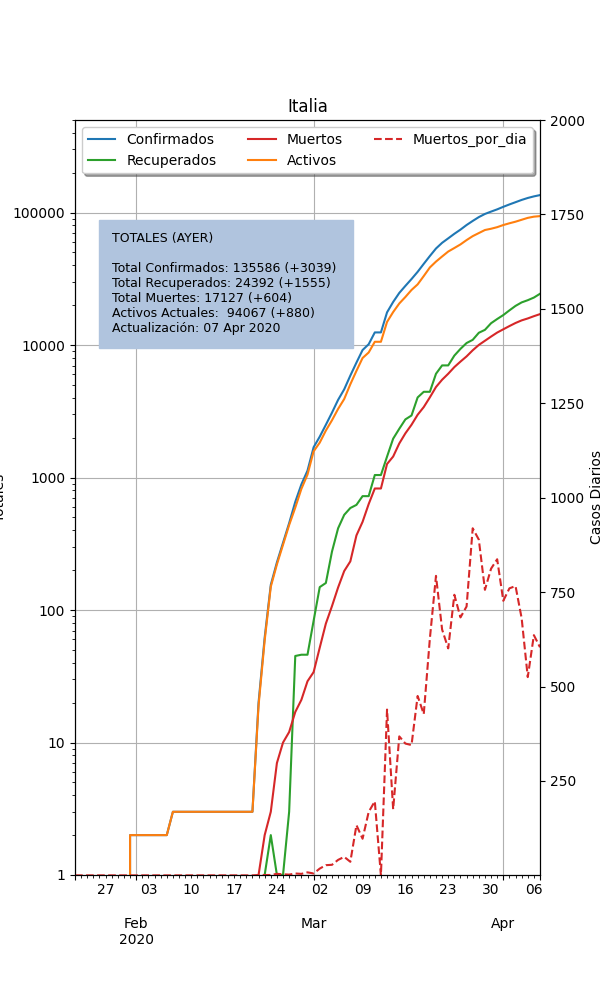 Italia
Confirmados
Recuperados
Muertos
Activos
Muertos_por_dia
TOTALES (AYER)
Total Confirmados: 135586 (+3039)
Total Recuperados: 24392 (+1555)
Total Muertes: 17127 (+604)
Activos Actuales:  94067 (+880)
Actualización: 07 Apr 2020
100000
10000
1000
100
10
1
Totales
2000
1750
1500
1250
1000
750
500
250
Casos Diarios
27 03 10 17 24 02 09 16 23 30 06
Feb Mar Apr
2020